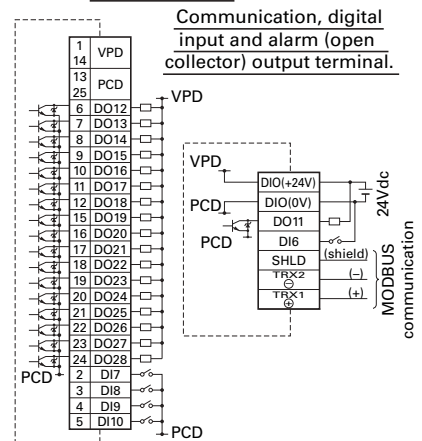 Communication, digital
input and alarm (open
collector) output terminal.
1
14
VPD
13
25
PCD
6 DO12
7 DO13
8 DO14
9 DO15
10 DO16
11 DO17
12 DO18
15 DO19
16 DO20
17 DO21
18 DO22
19 DO23
20 DO24
21 DO25
22 DO26
23 DO27
24 DO28
2 DI7
3 DI8
4 DI9
5 DI10
VPD
PCD
PCD
VPD
PCD
PCD
DIO(+24V)
DIO(0V)
DO11
DI6
SHLD
TRX2
⊖
TRX1
⊕
(shield)
(−)
(+)
24Vdc
MODBUS
communication